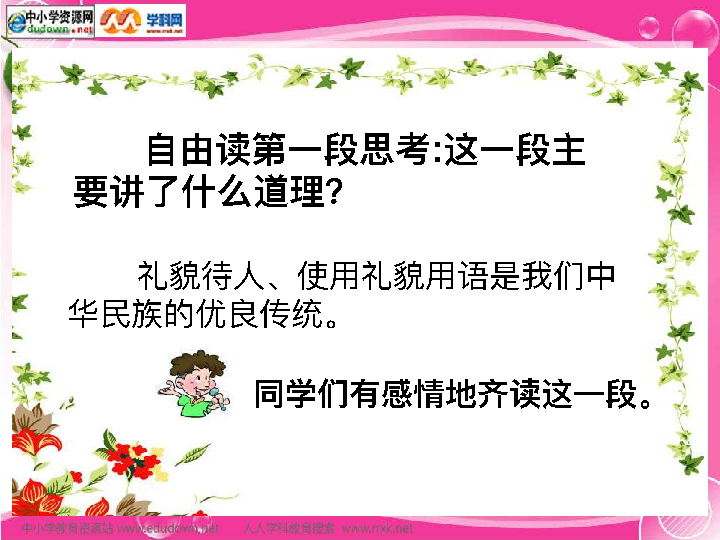 中小学资源网
edudown.net
学科网
www.nxk.net
自由读第一段思考:这一段主
要讲了什么道理?
礼貌待人、使用礼貌用语是我们中
华民族的优良传统。
同学们有感情地齐读这一段。
中小学教育资源站 www.edudown.net 人人学科教育搜索 www.nxk.net